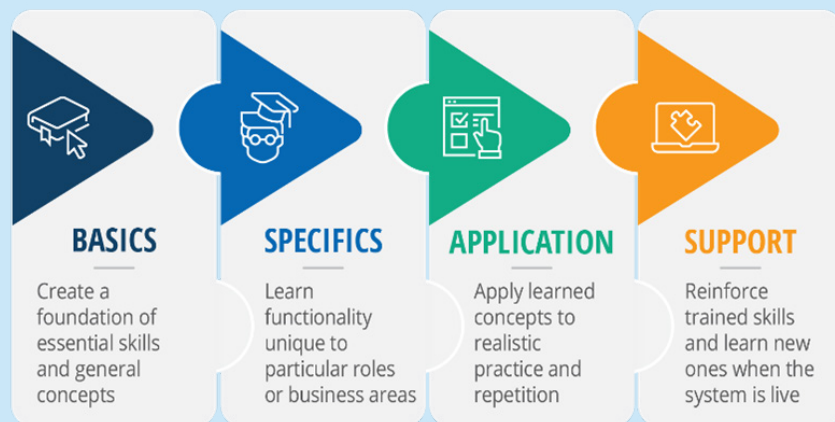 BASICS
Create a
foundation of
essential skills
and general
concepts
SPECIFICS
Learn
functionality
unique to
particular roles
or business areas
APPLICATION
Apply learned
concepts to
realistic
practice and
repetition
SUPPORT
Reinforce
trained skills
and learn new
ones when the
system is live